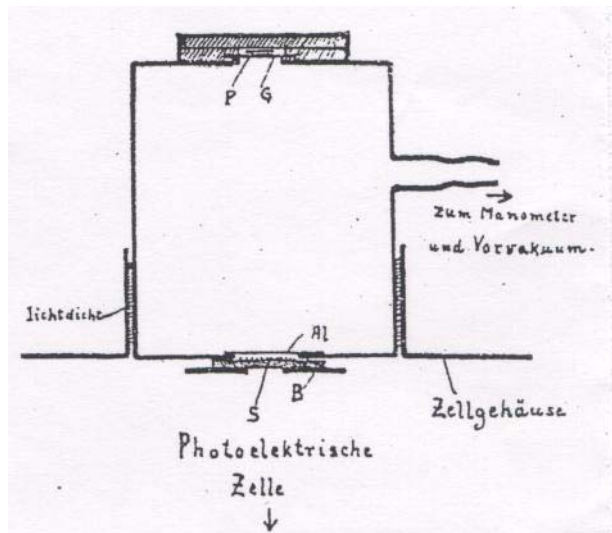 P G
zum Manometer
und Vorvakuum.
lichtdicht
Al
S B
Zellgehäuse
Photoelektrische
Zelle